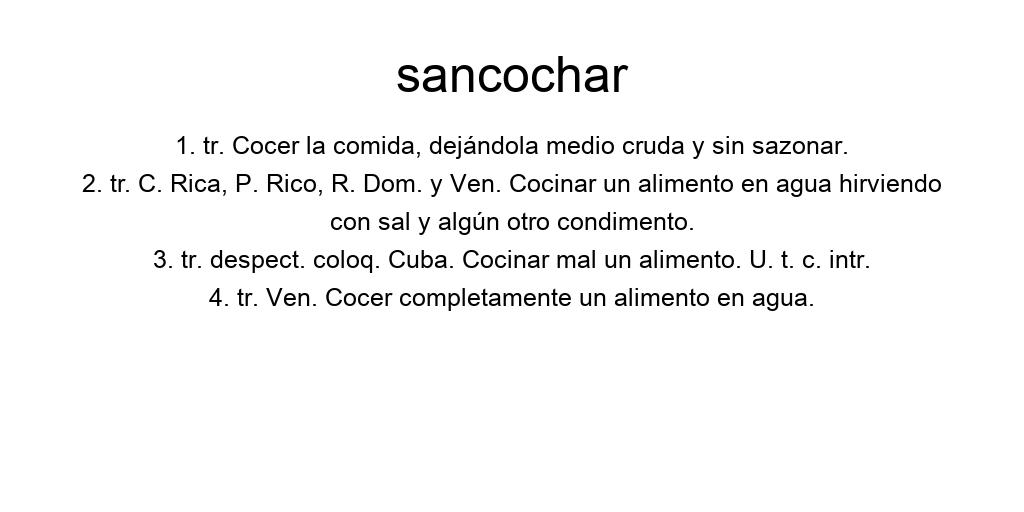 sancochar
1. tr. Cocer la comida, dejándola medio cruda y sin sazonar.
2. tr. C. Rica, P. Rico, R. Dom. y Ven. Cocinar un alimento en agua hirviendo
con sal y algún otro condimento.
3. tr. despect. coloq. Cuba. Cocinar mal un alimento. U. t. c. intr.
4. tr. Ven. Cocer completamente un alimento en agua.